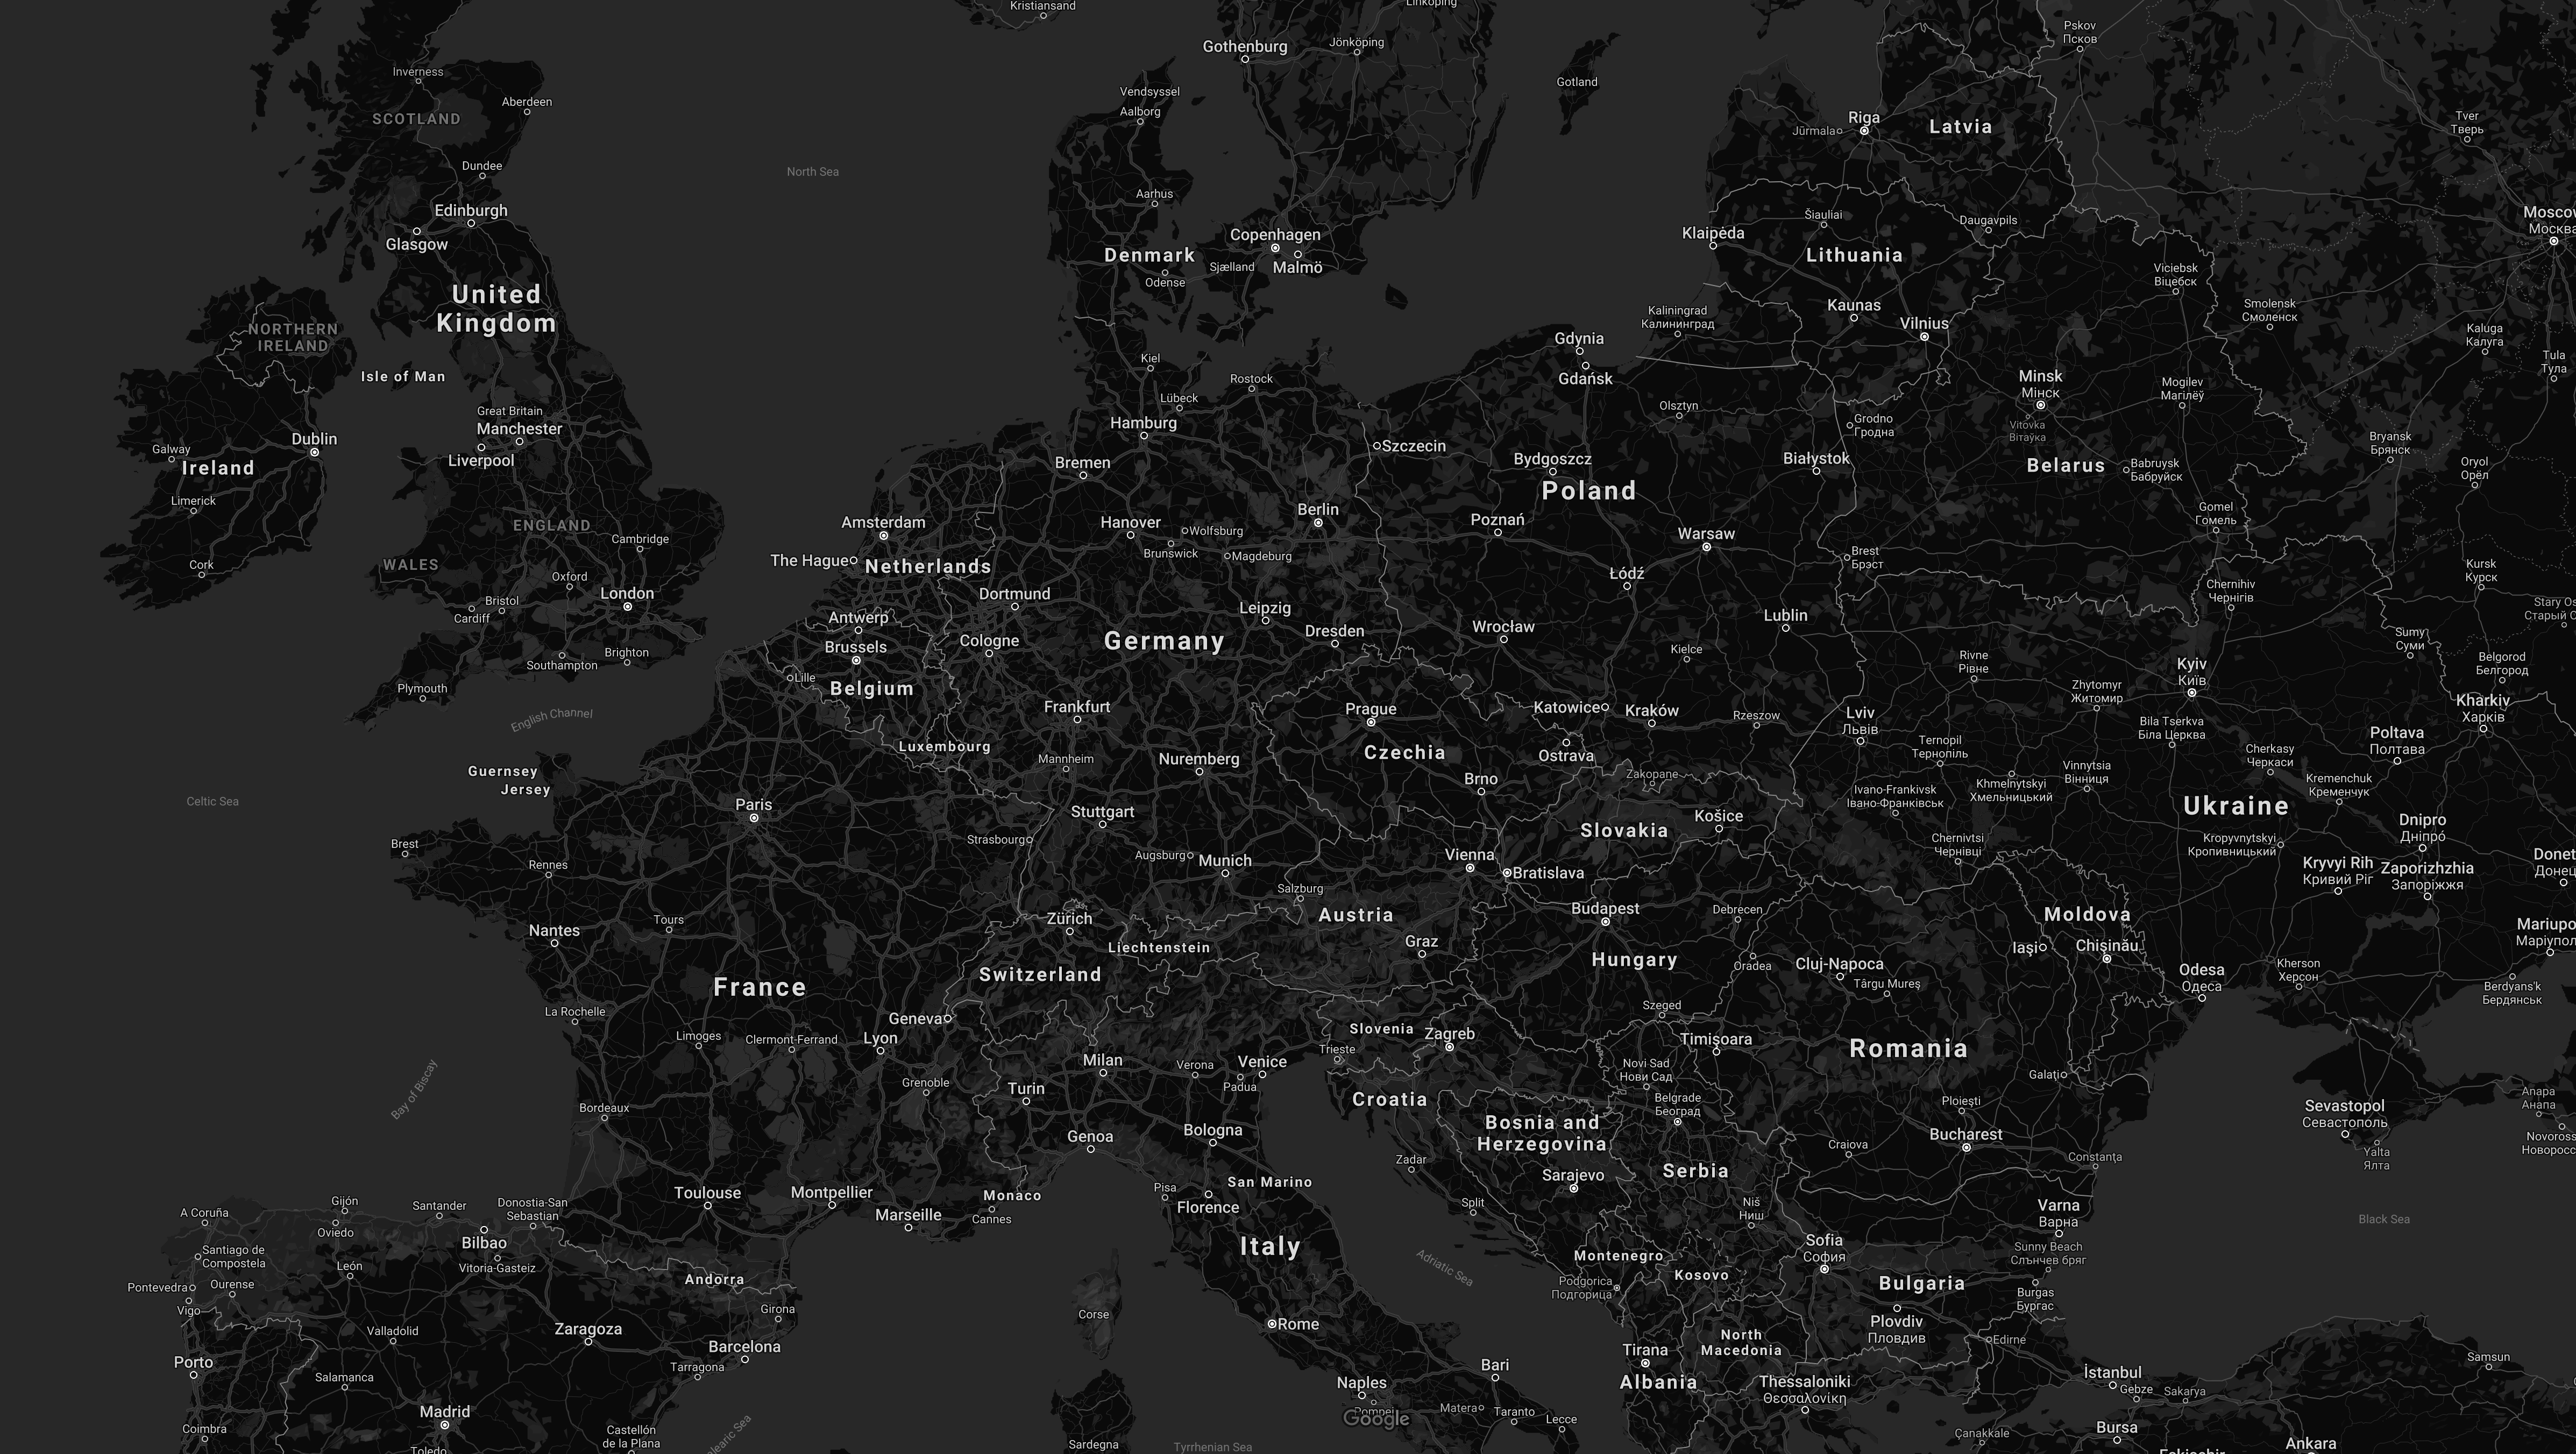 Kristiansand
Linköping
Pskov
Псков
Gothenburg
Jönköping
Inverness
Gotland
Aberdeen
Vendsyssel
Aalborg
SCOTLAND
Riga
Jūrmala
Latvia
Tver
Тверь
Dundee
North Sea
Aarhus
Edinburgh
Glasgow
Šiauliai
Daugavpils
Moscow
Москва
Copenhagen
Klaipėda
Denmark
Sjælland
Malmö
Odense
Lithuania
Viciebsk
Віцебск
United
Kingdom
Kaliningrad
Калининград
Kaunas
Vilnius
Smolensk
Смоленск
NORTHERN
IRELAND
Gdynia
Gdańsk
Kaluga
Калуга
Tula
Тула
Isle of Man
Kiel
Rostock
Minsk
Мінск
Mogilev
Магілёў
Lübeck
Great Britain
Manchester
Liverpool
Hamburg
Olsztyn
Grodno
Гродна
Vitovka
Вітаўка
Dublin
Galway
Ireland
Szczecin
Bremen
Bydgoszcz
Białystok
Belarus
Babruysk
Бабруйск
Bryansk
Брянск
Oryol
Орёл
Poland
Limerick
ENGLAND
Cambridge
Amsterdam
Hanover
Wolfsburg
Berlin
Poznań
Warsaw
Gomel
Гомель
Brunswick
Magdeburg
Cork
WALES
The Hague
Netherlands
Brest
Брэст
Łódź
Kursk
Курск
Oxford
London
Bristol
Cardiff
Dortmund
Leipzig
Chernihiv
Чернігів
Stary Os
Старый О
Antwerp
Brussels
Cologne
Germany
Dresden
Wrocław
Lublin
Sumy
Суми
Southampton
Brighton
Kielce
Rivne
Рівне
Kyiv
Київ
Belgorod
Белгород
Plymouth
Lille
Belgium
Zhytomyr
Житомир
English Channel
Frankfurt
Prague
Katowice
Kraków
Rzeszow
Lviv
Львів
Bila Tserkva
Біла Церква
Kharkiv
Харків
Luxembourg
Czechia
Ostrava
Ternopil
Тернопіль
Cherkasy
Черкаси
Poltava
Полтава
Guernsey
Jersey
Mannheim
Nuremberg
Brno
Zakopane
Khmelnytskyi
Хмельницький
Vinnytsia
Вінниця
Kremenchuk
Кременчук
Celtic Sea
Paris
Stuttgart
Ivano-Frankivsk
Івано-Франківськ
Ukraine
Košice
Slovakia
Dnipro
Дніпро́
Brest
Strasbourg
Chernivtsi
Чернівці
Kropyvnytskyi
Кропивницький
Rennes
Augsburg
Munich
Vienna
Bratislava
Kryvyi Rih
Кривий Ріг
Zaporizhzhia
Запоріжжя
Donet
Донец
Salzburg
Tours
Zürich
Austria
Budapest
Debrecen
Moldova
Nantes
Liechtenstein
Graz
Iași
Chișinău
Mariupo
Маріупол
Switzerland
Hungary
Oradea
Cluj-Napoca
Târgu Mureș
Odesa
Одеса
Kherson
Херсон
Berdyans'k
Бердянськ
France
La Rochelle
Geneva
Szeged
Limoges
Clermont-Ferrand
Lyon
Slovenia
Zagreb
Timișoara
Romania
Milan
Verona
Venice
Trieste
Padua
Novi Sad
Нови Сад
Galați
Bay of Biscay
Grenoble
Turin
Croatia
Belgrade
Београд
Ploiești
Anapa
Анапа
Bordeaux
Sevastopol
Севастополь
Genoa
Bologna
Bosnia and
Herzegovina
Bucharest
Craiova
Novoross
Новоросс
Yalta
Ялта
Zadar
Serbia
Constanța
Sarajevo
Toulouse
Montpellier
Monaco
Pisa
San Marino
Florence
Gijón
Santander
Donostia-San
Sebastian
A Coruña
Oviedo
Marseille
Cannes
Split
Niš
Ниш
Varna
Варна
Black Sea
Bilbao
Vitoria-Gasteiz
Santiago de
Compostela
León
Italy
Adriatic Sea
Montenegro
Kosovo
Sofia
София
Sunny Beach
Слънчев бряг
Andorra
Pontevedra
Ourense
Vigo
Podgorica
Подгорица
Bulgaria
Burgas
Бургас
Girona
Corse
Valladolid
Zaragoza
Rome
Plovdiv
Пловдив
North
Macedonia
Edirne
Barcelona
Porto
Tirana
Tarragona
Salamanca
Bari
Samsun
İstanbul
Gebze
Sakarya
Naples
Albania
Thessaloniki
Θεσσαλονίκη
Pompei
Google
Matera
Taranto
Lecce
Madrid
Coimbra
Castellón
de la Plana
Bursa
Çanakkale
Ankara
Sardegna
Tyrrhenian Sea
Toledo